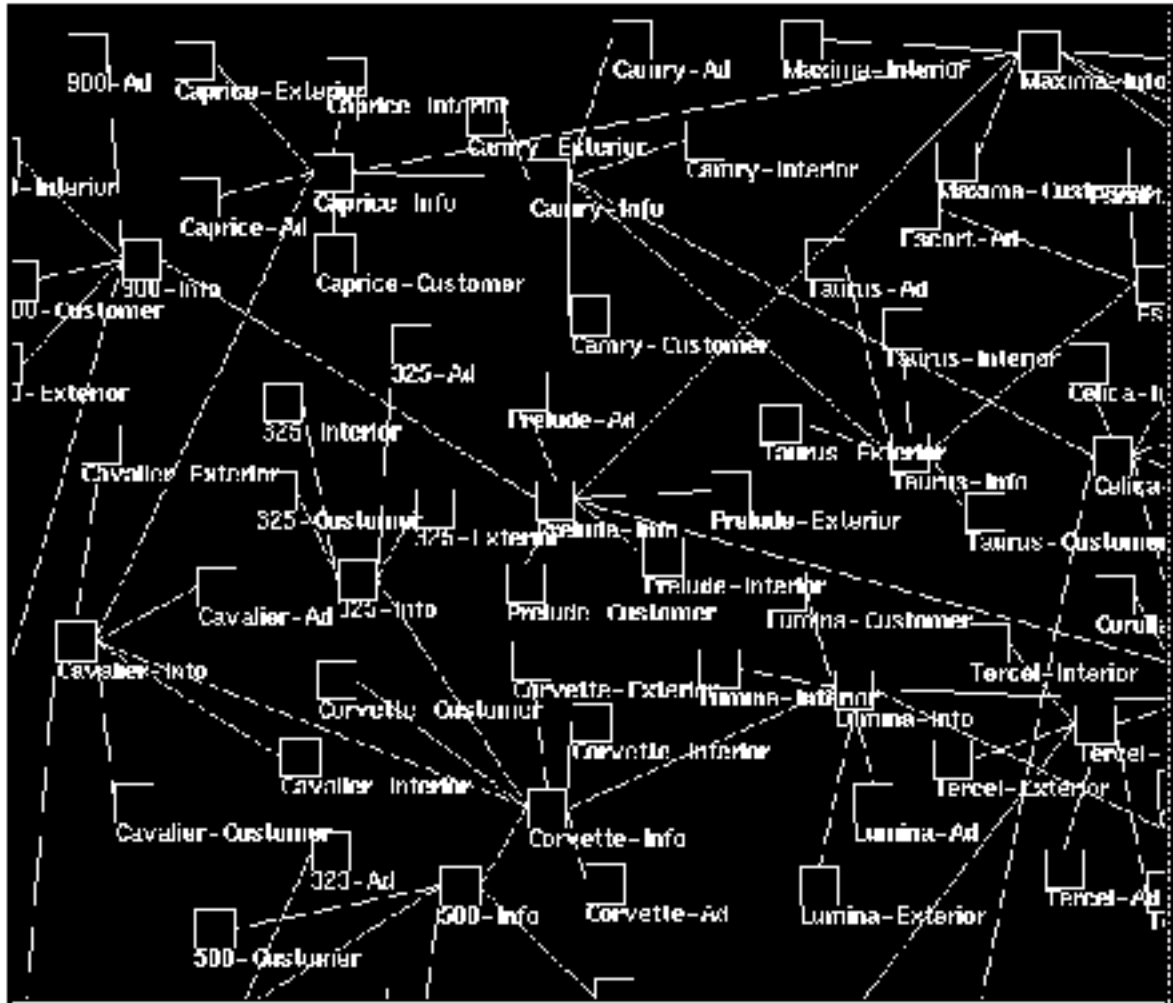 900-Ad
Caprice-Exterior
Caprice Interior
Camry-Ad
Maxima-Interior
Maxima-Info
Camry Exterior
Camry-Interior
-Interior
Caprice Info
Camry-Info
Maxima-Customer
Caprice-Ad
Escort-Ad
Caprice-Customer
900-Info
Taurus-Ad
00-Customer
Es
Camry-Customer
Taurus-Interior
325-Ad
-Exterior
Celica-I
325 Interior
Prelude-Ad
Taurus Exterior
Cavalier Exterior
Taurus-Info
Celica-
325-Customer
325-Exterior
Prelude-Info
Prelude-Exterior
Taurus-Customer
Prelude-Interior
325-Info
Prelude Customer
Cavalier-Ad
Lumina-Customer
Cavalier-Info
Tercel-Interior
Corvette Customer
Corvette-Exterior
Lumina-Interior
Lumina-Info
Corvette Interior
Tercel-
Cavalier Interior
Tercel-Exterior
Cavalier-Customer
Corvette-Info
Lumina-Ad
323-Ad
Tercel-Ad
500-Info
Corvette-Ad
Lumina-Exterior
500-Customer